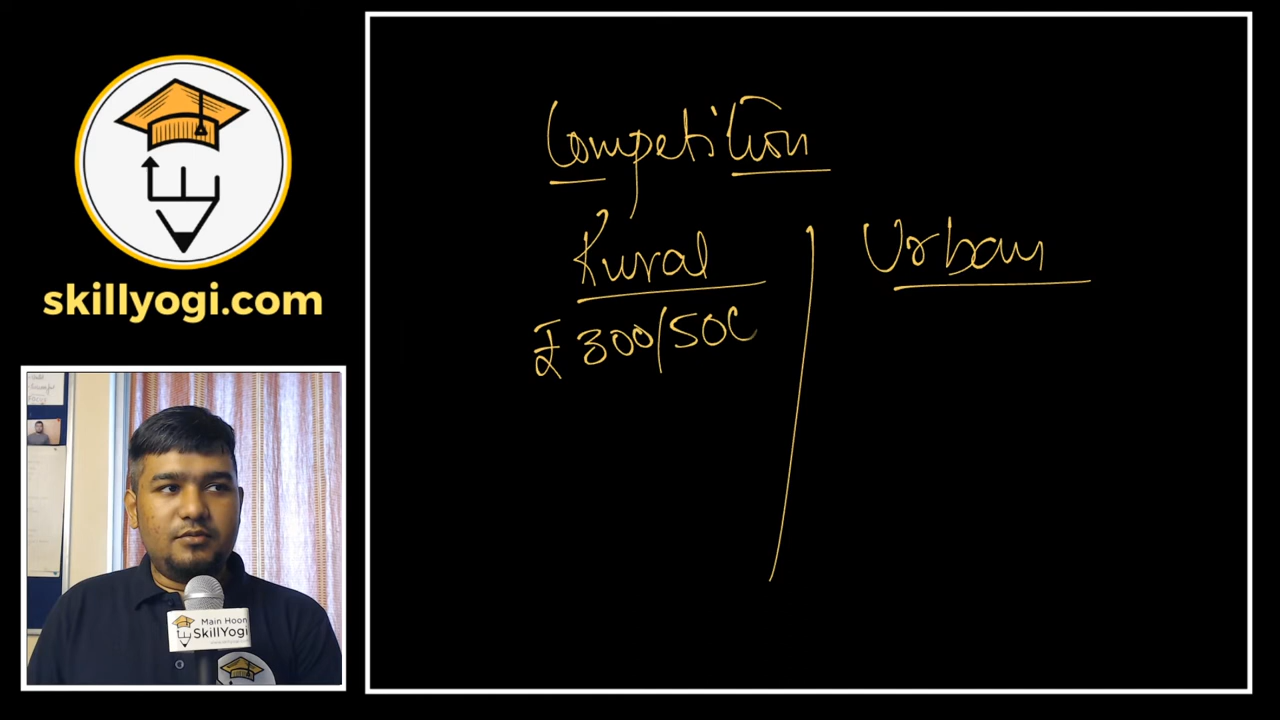 skillyogi.com
Main Hoon
SkillYogi
Competition
Rural
Urban
₹ 300/500